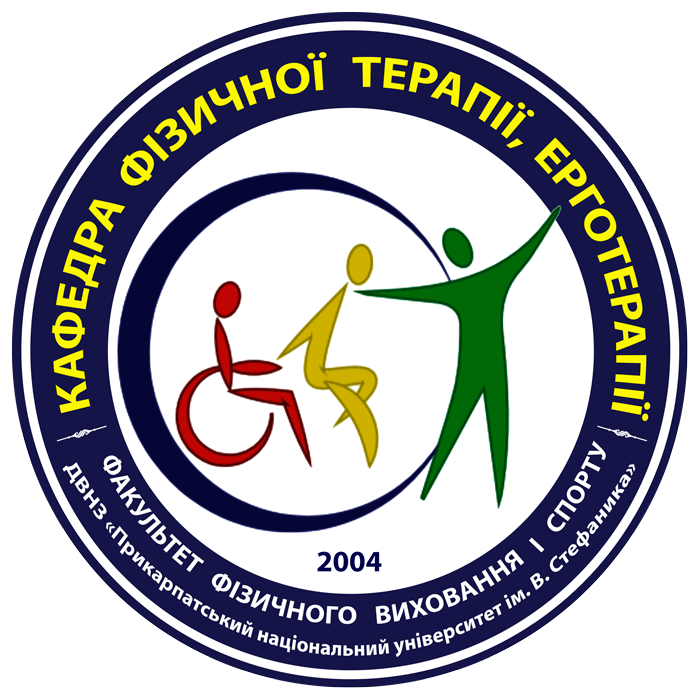 КАФЕДРА ФІЗИЧНОЇ ТЕРАПІЇ, ЕРГОТЕРАПІЇ
2004
ФАКУЛЬТЕТ ФІЗИЧНОГО ВИХОВАННЯ І СПОРТУ
ДВНЗ «Прикарпатський національний університет ім. В. Стефаника»